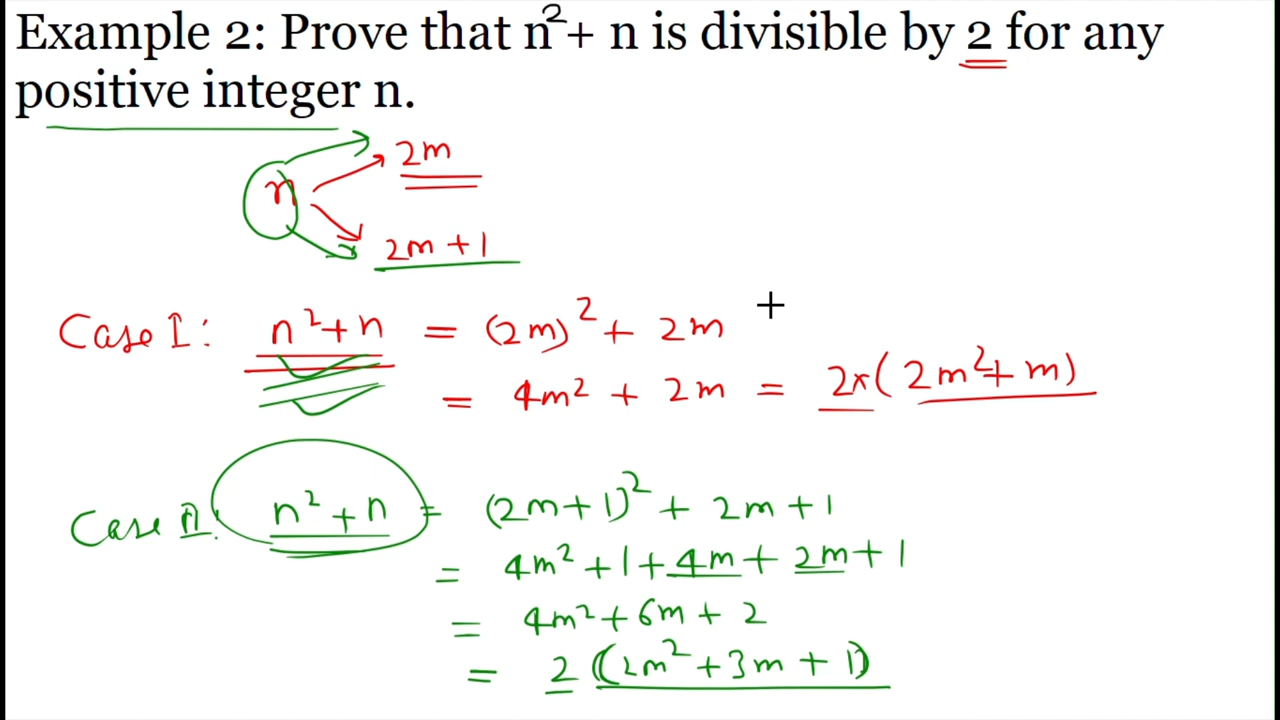 Example 2: Prove that n²+ n is divisible by 2 for any
positive integer n.
n
2m
2m + 1
Case I: n²+n = (2m)² + 2m
= 4m² + 2m = 2×(2m²+m)
Case II: n²+n = (2m+1)² + 2m+1
= 4m²+1+4m+2m+1
= 4m²+6m+2
= 2 (2m²+3m+1)